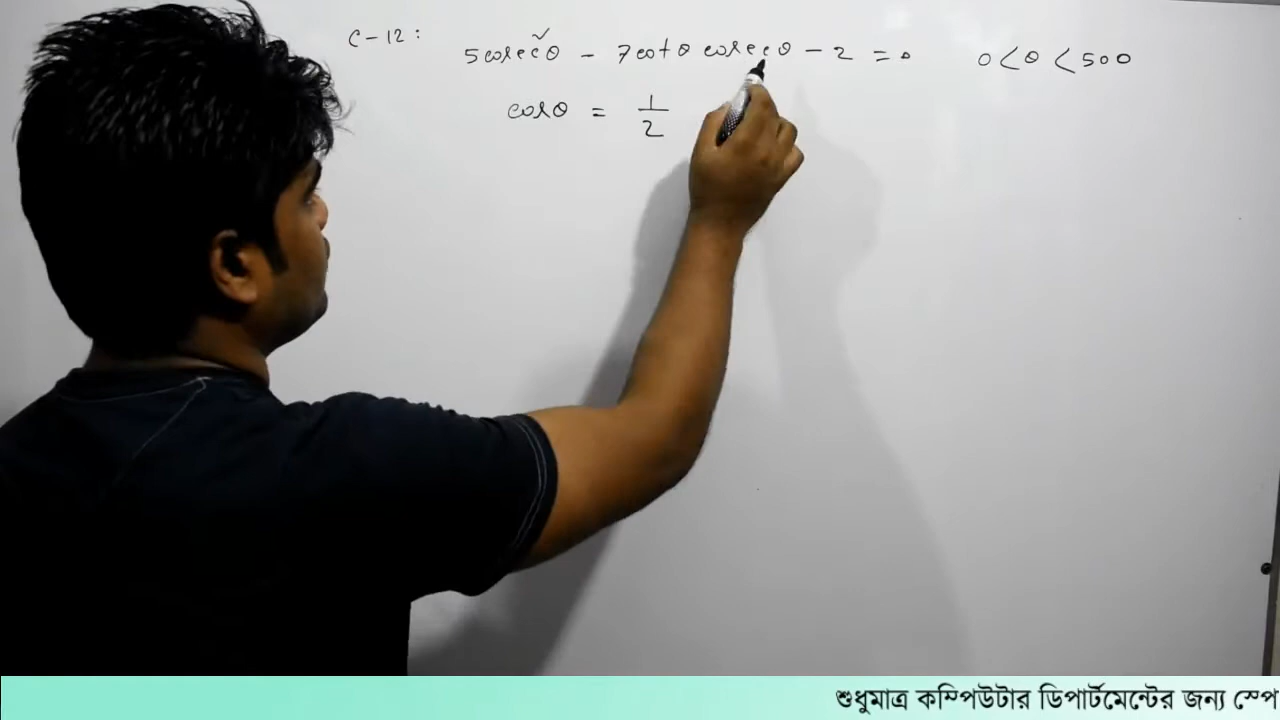 C-12:
5cosec²θ - 7cotθ cosecθ - 2 = 0    0 < θ < 500
cosθ = 1/2
শুধুমাত্র কম্পিউটার ডিপার্টমেন্টের জন্য স্পে